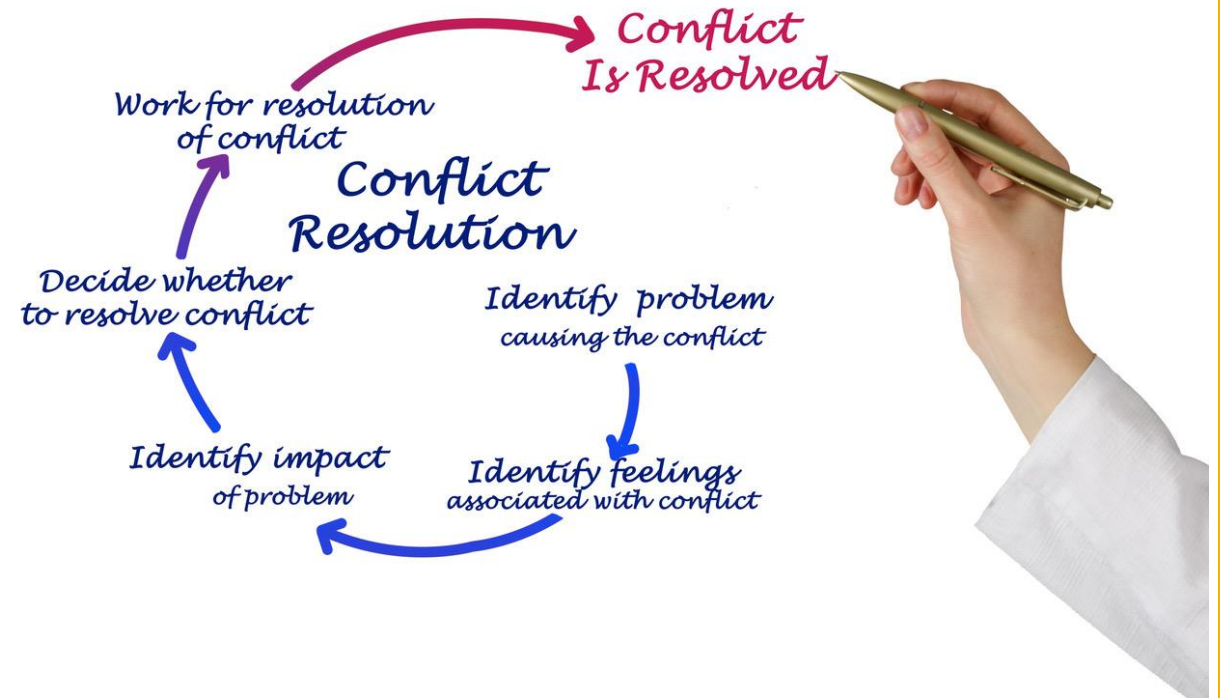 Conflict
Is Resolved
Work for resolution
of conflict
Conflict
Resolution
Decide whether
to resolve conflict
Identify problem
causing the conflict
Identify impact
of problem
Identify feelings
associated with conflict